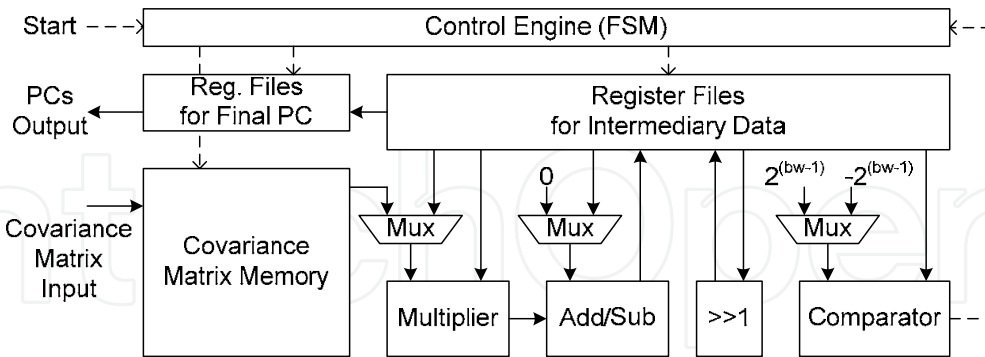 Start
Control Engine (FSM)
PCs
Output
Reg. Files
for Final PC
Register Files
for Intermediary Data
Covariance
Matrix
Input
Covariance
Matrix Memory
Mux
0
Mux
2^(bw-1)
-2^(bw-1)
Mux
Multiplier
Add/Sub
>>1
Comparator